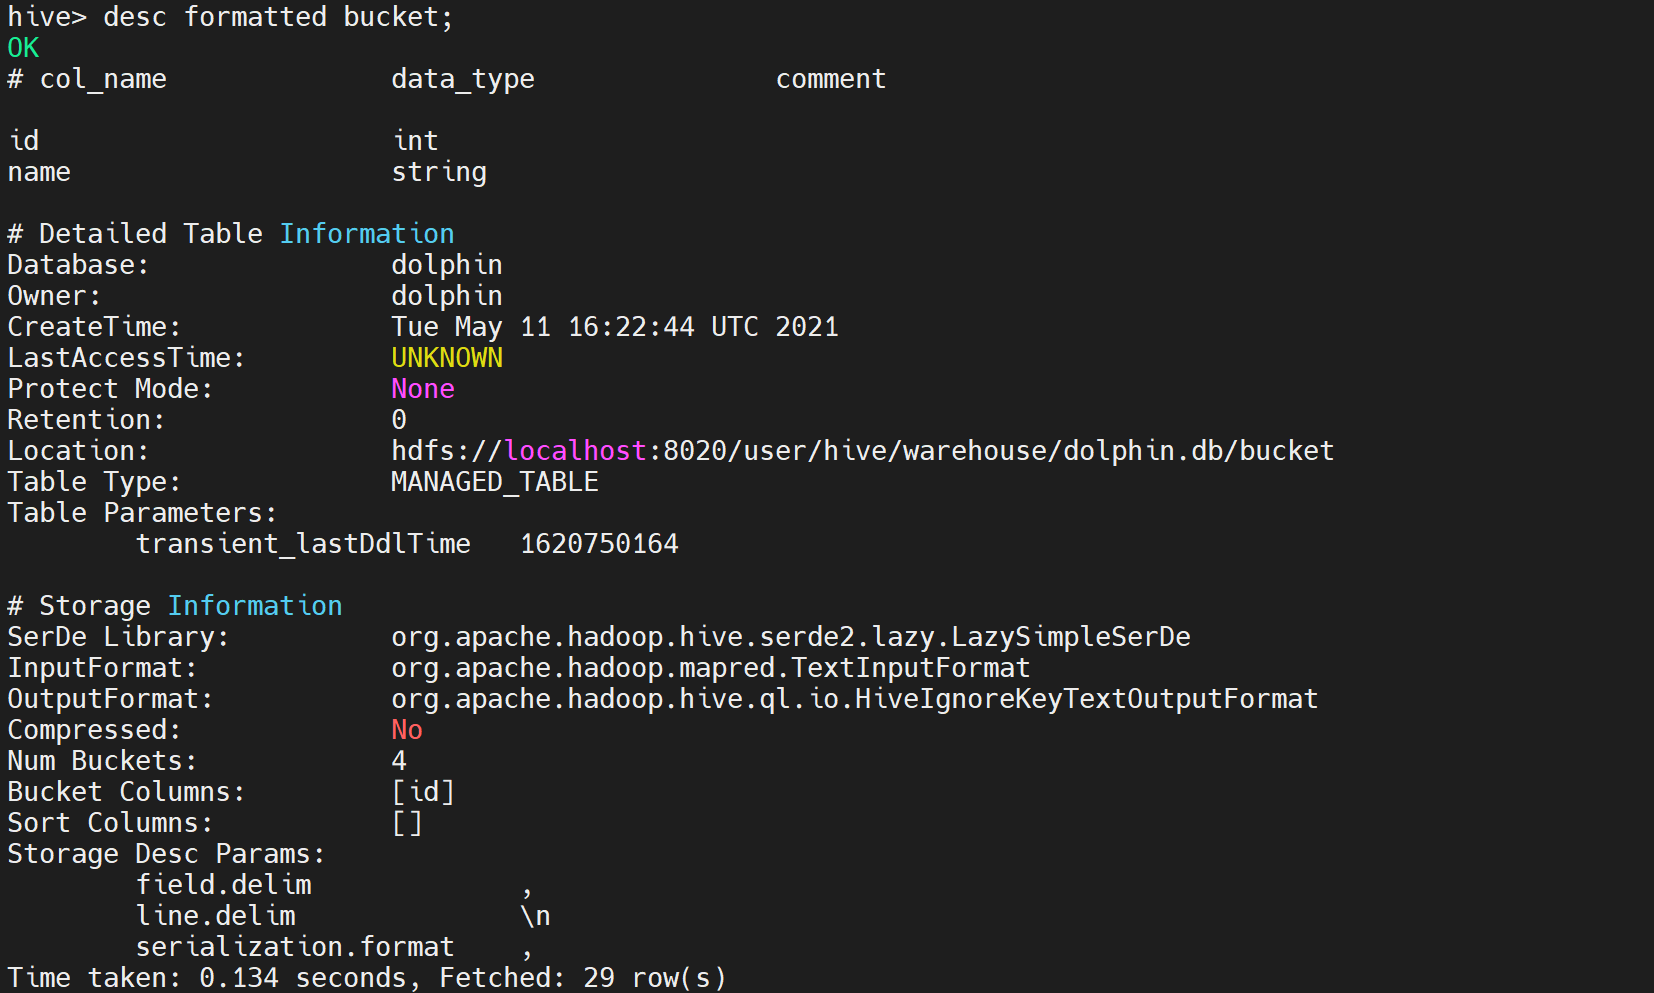 hive> desc formatted bucket;
OK
# col_name data_type comment
id int
name string
# Detailed Table Information
Database: dolphin
Owner: dolphin
CreateTime: Tue May 11 16:22:44 UTC 2021
LastAccessTime: UNKNOWN
Protect Mode: None
Retention: 0
Location: hdfs://localhost:8020/user/hive/warehouse/dolphin.db/bucket
Table Type: MANAGED_TABLE
Table Parameters:
transient_lastDdlTime 1620750164
# Storage Information
SerDe Library: org.apache.hadoop.hive.serde2.lazy.LazySimpleSerDe
InputFormat: org.apache.hadoop.mapred.TextInputFormat
OutputFormat: org.apache.hadoop.hive.ql.io.HiveIgnoreKeyTextOutputFormat
Compressed: No
Num Buckets: 4
Bucket Columns: [id]
Sort Columns: []
Storage Desc Params:
field.delim ,
line.delim \n
serialization.format ,
Time taken: 0.134 seconds, Fetched: 29 row(s)